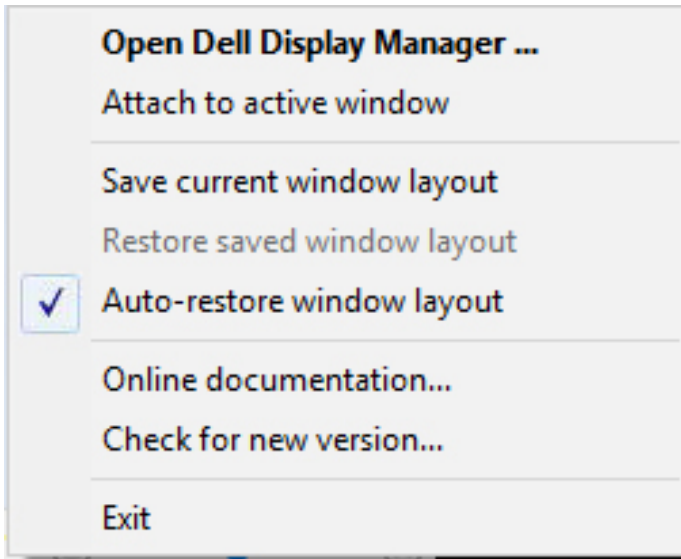 Open Dell Display Manager ...
Attach to active window
Save current window layout
Restore saved window layout
Auto-restore window layout
Online documentation...
Check for new version...
Exit